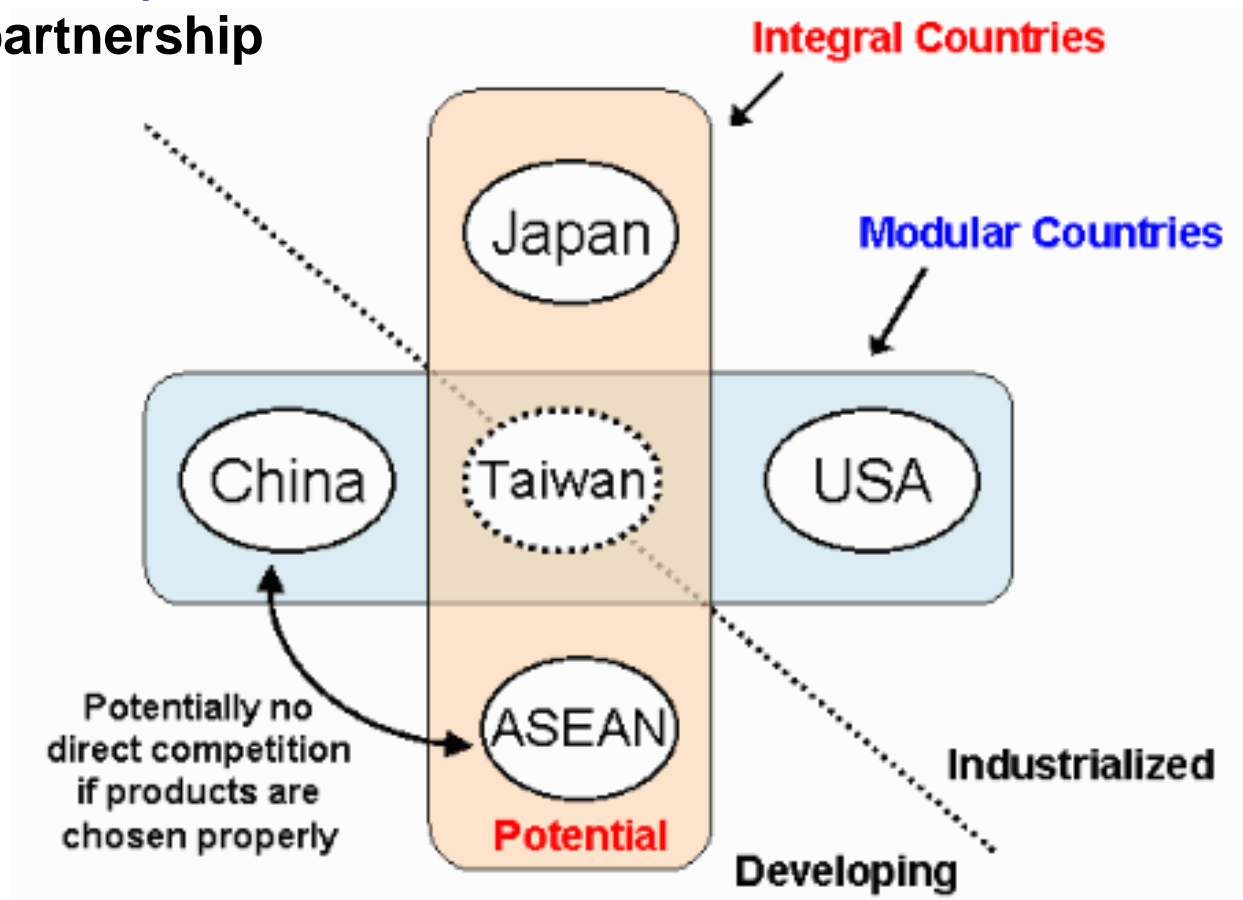 partnership
Integral Countries
Japan
Modular Countries
China
Taiwan
USA
Potentially no
direct competition
if products are
chosen properly
ASEAN
Potential
Industrialized
Developing